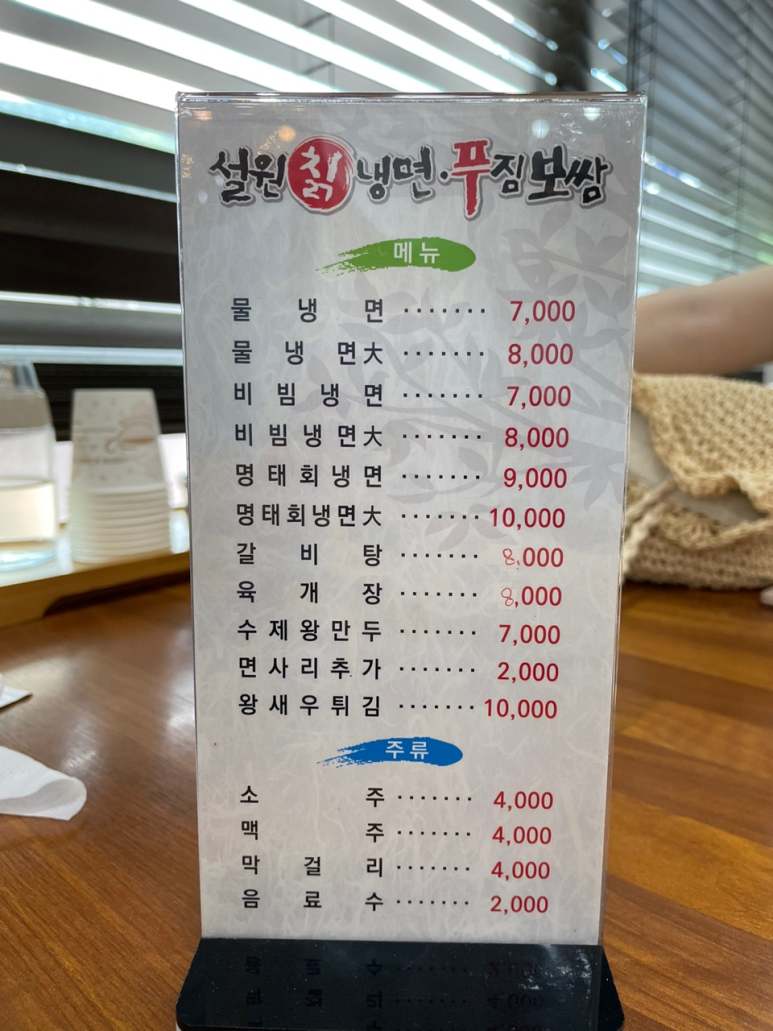 설원 칡 냉면·푸짐보쌈
메뉴
물냉면 ······· 7,000
물냉면大 ······· 8,000
비빔냉면 ······· 7,000
비빔냉면大 ······· 8,000
명태회냉면 ······· 9,000
명태회냉면大 ······· 10,000
갈비탕 ······· 8,000
육개장 ······· 8,000
수제왕만두 ······· 7,000
면사리추가 ······· 2,000
왕새우튀김 ······· 10,000
주류
소주 ······· 4,000
맥주 ······· 4,000
막걸리 ······· 4,000
음료수 ······· 2,000